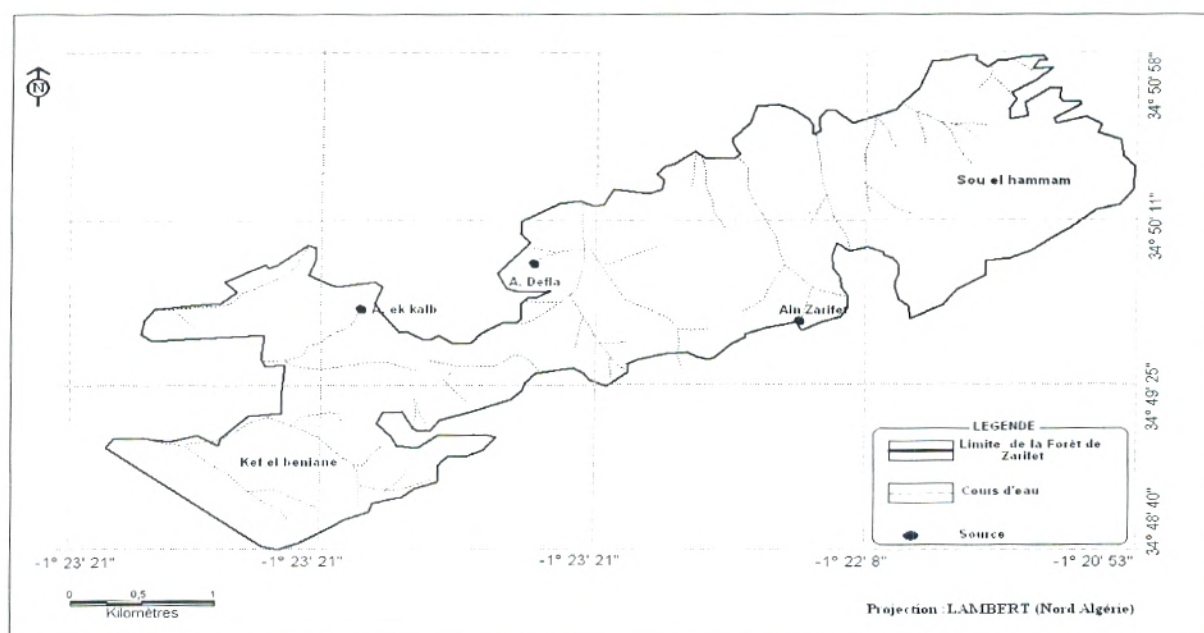 N
34° 50' 58"
Sou el hammam
34° 50' 11"
A. Defla
A. ek kalb
Ain Zarifet
34° 49' 25"
LEGENDE
Limite de la Forêt de
Zarifet
Kef el beniane
Cours d'eau
Source
34° 48' 40"
-1° 23' 21"
-1° 23' 21"
-1° 23' 21"
-1° 22' 8"
-1° 20' 53"
0
0,5
1
Kilomètres
Projection : LAMBERT (Nord Algérie)